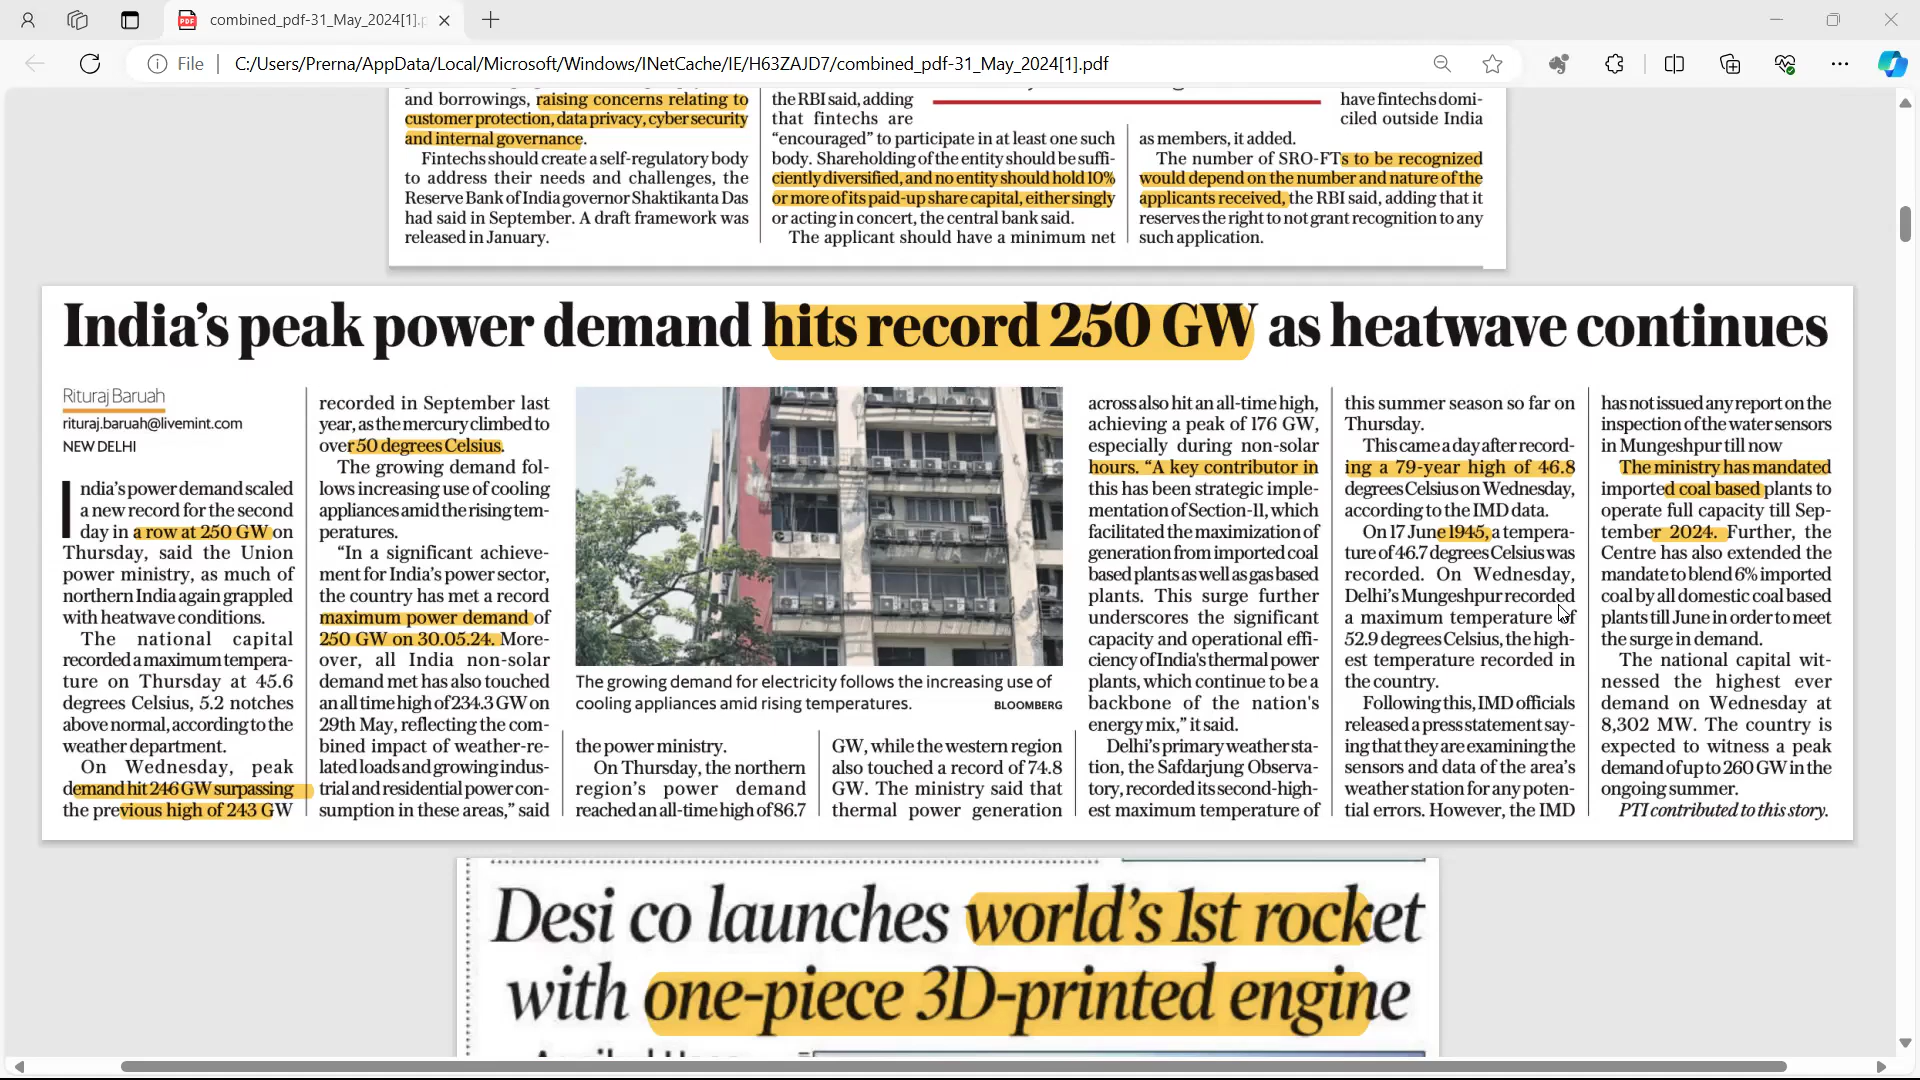 combined_pdf-31_May_2024[1].p
File
C:/Users/Prerna/AppData/Local/Microsoft/Windows/INetCache/IE/H63ZAJD7/combined_pdf-31_May_2024[1].pdf
and borrowings, raising concerns relating to
customer protection, data privacy, cyber security
and internal governance.
Fintechs should create a self-regulatory body
to address their needs and challenges, the
Reserve Bank of India governor Shaktikanta Das
had said in September. A draft framework was
released in January.
the RBI said, adding
that fintechs are
“encouraged” to participate in at least one such
body. Shareholding of the entity should be suffi-
ciently diversified, and no entity should hold 10%
or more of its paid-up share capital, either singly
or acting in concert, the central bank said.
The applicant should have a minimum net
have fintechs domi-
ciled outside India
as members, it added.
The number of SRO-FTs to be recognized
would depend on the number and nature of the
applicants received, the RBI said, adding that it
reserves the right to not grant recognition to any
such application.
India’s peak power demand hits record 250 GW as heatwave continues
Rituraj Baruah
rituraj.baruah@livemint.com
NEW DELHI
India’s power demand scaled
a new record for the second
day in a row at 250 GW on
Thursday, said the Union
power ministry, as much of
northern India again grappled
with heatwave conditions.
The national capital
recorded a maximum tempera-
ture on Thursday at 45.6
degrees Celsius, 5.2 notches
above normal, according to the
weather department.
On Wednesday, peak
demand hit 246 GW surpassing
the previous high of 243 GW
recorded in September last
year, as the mercury climbed to
over 50 degrees Celsius.
The growing demand fol-
lows increasing use of cooling
appliances amid the rising tem-
peratures.
“In a significant achieve-
ment for India’s power sector,
the country has met a record
maximum power demand of
250 GW on 30.05.24. More-
over, all India non-solar
demand met has also touched
an all time high of 234.3 GW on
29th May, reflecting the com-
bined impact of weather-re-
lated loads and growing indus-
trial and residential power con-
sumption in these areas,” said
The growing demand for electricity follows the increasing use of
cooling appliances amid rising temperatures. BLOOMBERG
the power ministry.
On Thursday, the northern
region’s power demand
reached an all-time high of 86.7
GW, while the western region
also touched a record of 74.8
GW. The ministry said that
thermal power generation
across also hit an all-time high,
achieving a peak of 176 GW,
especially during non-solar
hours. “A key contributor in
this has been strategic imple-
mentation of Section-11, which
facilitated the maximization of
generation from imported coal
based plants as well as gas based
plants. This surge further
underscores the significant
capacity and operational effi-
ciency of India's thermal power
plants, which continue to be a
backbone of the nation's
energy mix,” it said.
Delhi’s primary weather sta-
tion, the Safdarjung Observa-
tory, recorded its second-high-
est maximum temperature of
this summer season so far on
Thursday.
This came a day after record-
ing a 79-year high of 46.8
degrees Celsius on Wednesday,
according to the IMD data.
On 17 June 1945, a tempera-
ture of 46.7 degrees Celsius was
recorded. On Wednesday,
Delhi’s Mungeshpur recorded
a maximum temperature of
52.9 degrees Celsius, the high-
est temperature recorded in
the country.
Following this, IMD officials
released a press statement say-
ing that they are examining the
sensors and data of the area’s
weather station for any poten-
tial errors. However, the IMD
has not issued any report on the
inspection of the water sensors
in Mungeshpur till now
The ministry has mandated
imported coal based plants to
operate full capacity till Sep-
tember 2024. Further, the
Centre has also extended the
mandate to blend 6% imported
coal by all domestic coal based
plants till June in order to meet
the surge in demand.
The national capital wit-
nessed the highest ever
demand on Wednesday at
8,302 MW. The country is
expected to witness a peak
demand of up to 260 GW in the
ongoing summer.
PTI contributed to this story.
Desi co launches world’s 1st rocket
with one-piece 3D-printed engine